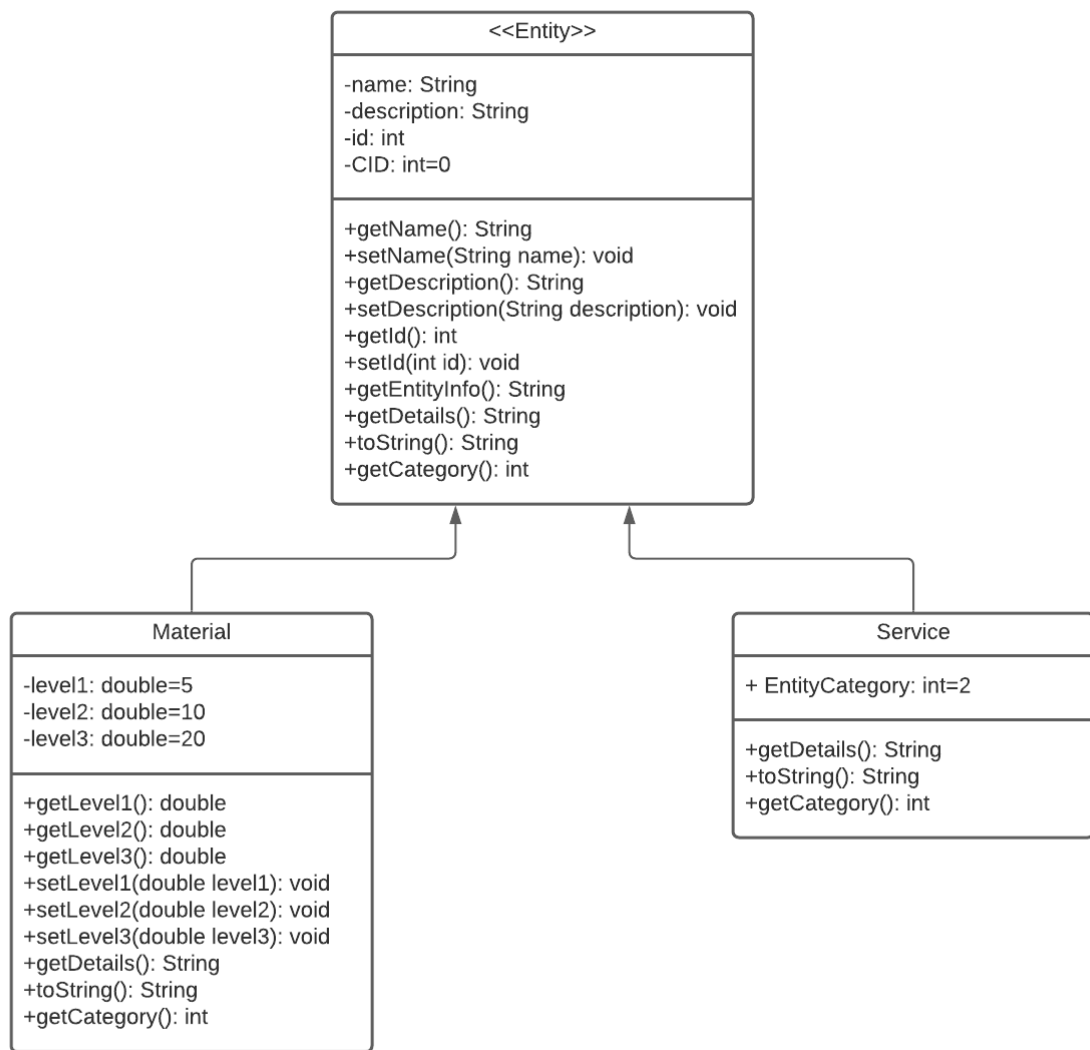 <<Entity>>
-name: String
-description: String
-id: int
-CID: int=0
+getName(): String
+setName(String name): void
+getDescription(): String
+setDescription(String description): void
+getId(): int
+setId(int id): void
+getEntityInfo(): String
+getDetails(): String
+toString(): String
+getCategory(): int
Material
-level1: double=5
-level2: double=10
-level3: double=20
+getLevel1(): double
+getLevel2(): double
+getLevel3(): double
+setLevel1(double level1): void
+setLevel2(double level2): void
+setLevel3(double level3): void
+getDetails(): String
+toString(): String
+getCategory(): int
Service
+ EntityCategory: int=2
+getDetails(): String
+toString(): String
+getCategory(): int